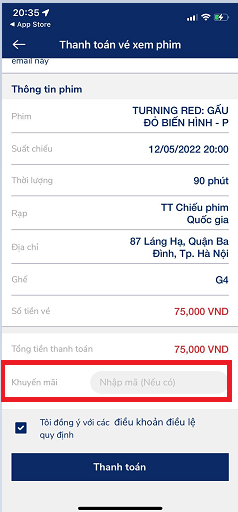 20:35
App Store
Thanh toán vé xem phim
email này
Thông tin phim
Phim
TURNING RED: GẤU
ĐỎ BIẾN HÌNH - P
Suất chiếu
12/05/2022 20:00
Thời lượng
90 phút
Rạp
TT Chiếu phim
Quốc gia
Địa chỉ
87 Láng Hạ, Quận Ba
Đình, Tp. Hà Nội
Ghế
G4
Số tiền vé
75,000 VND
Tổng tiền thanh toán
75,000 VND
Khuyến mãi
Nhập mã (Nếu có)
Tôi đồng ý với các điều khoản điều lệ
quy định
Thanh toán